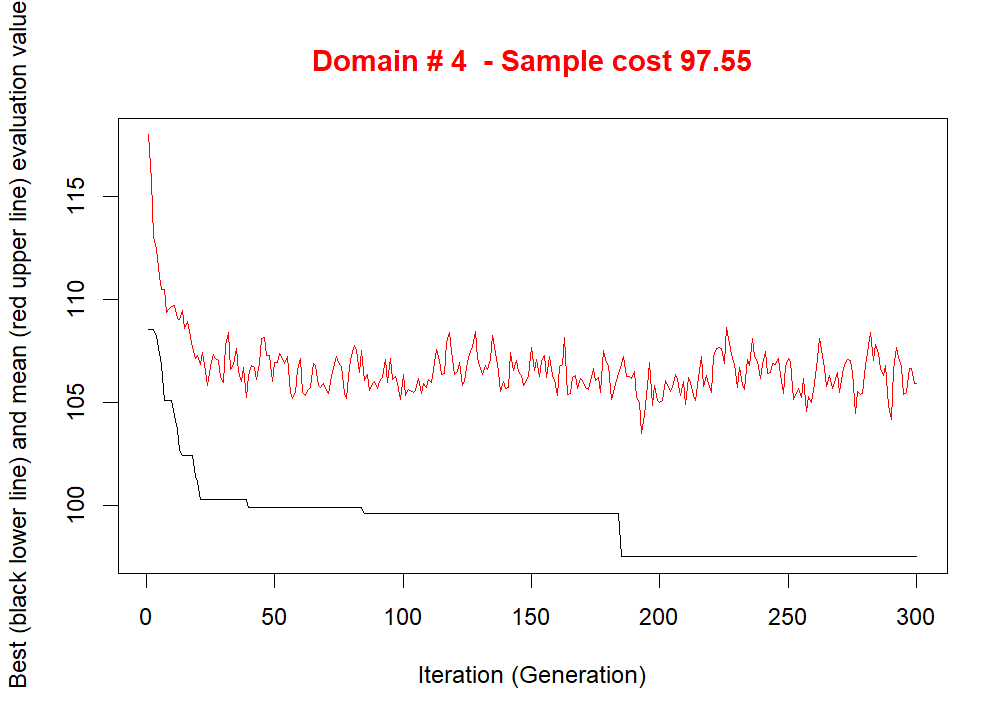 Domain # 4  - Sample cost 97.55
Best (black lower line) and mean (red upper line) evaluation value
115
110
105
100
0 50 100 150 200 250 300
Iteration (Generation)